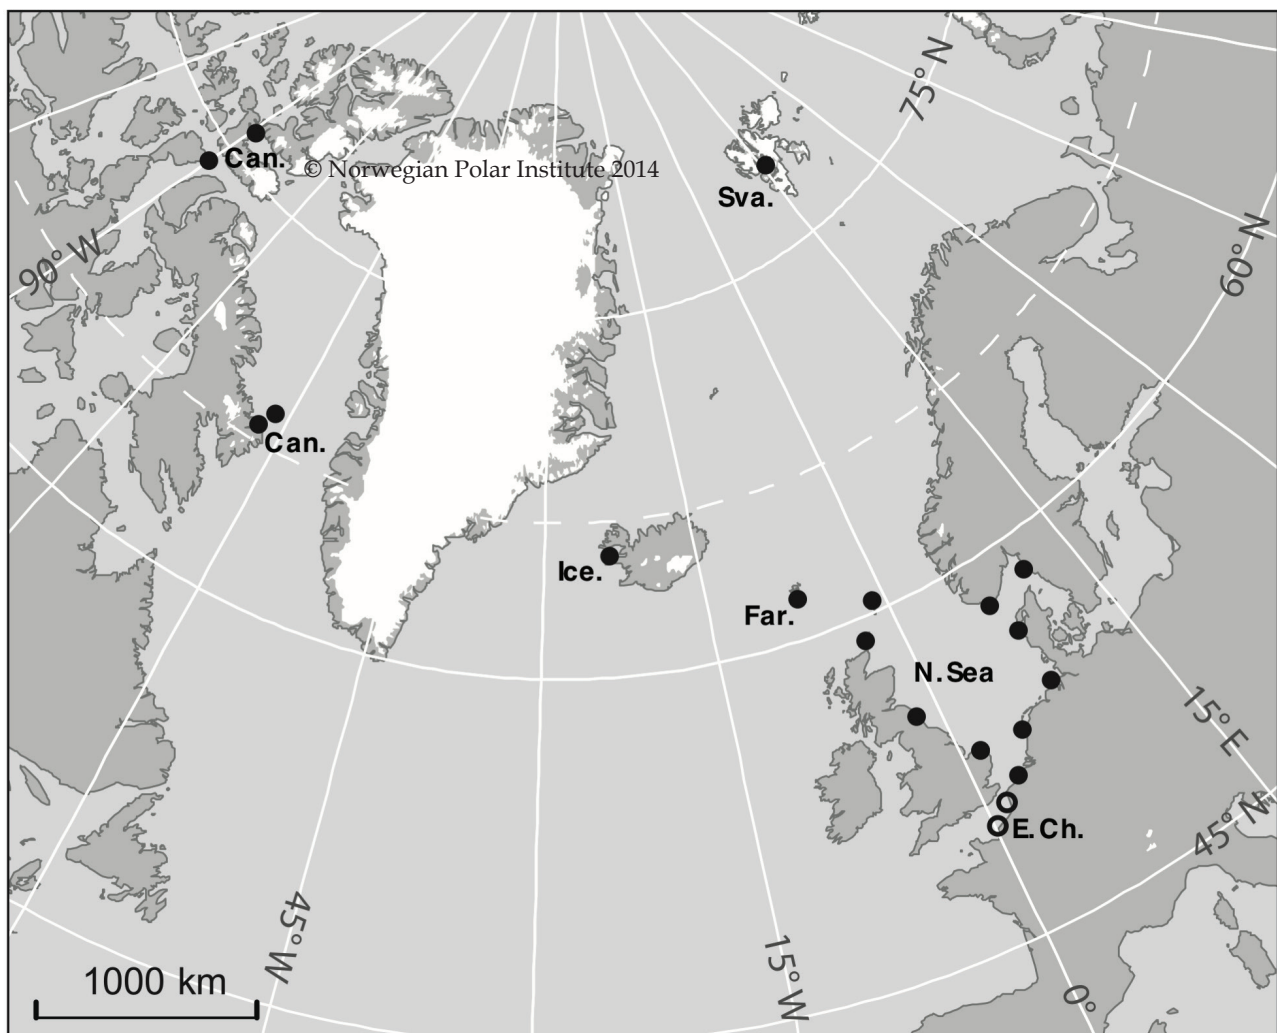 75° N
Can.
© Norwegian Polar Institute 2014
Sva.
90° W
60° N
Can.
Ice.
Far.
N. Sea
15° E
E. Ch.
45° N
45° W
15° W
0°
1000 km